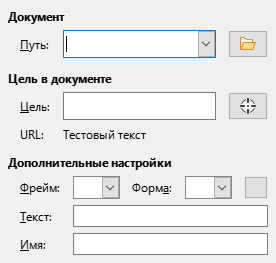 Документ
Путь:
Цель в документе
Цель:
URL: Тестовый текст
Дополнительные настройки
Фрейм: Форма:
Текст:
Имя: